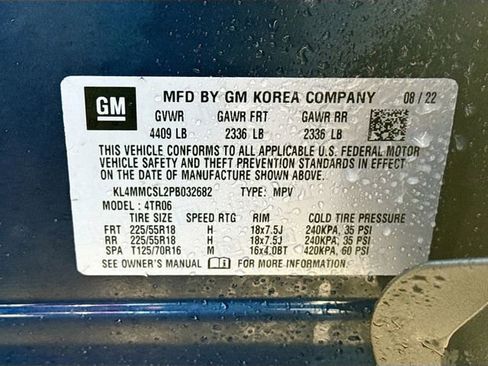 GM
MFD BY GM KOREA COMPANY 08 / 22
GVWR GAWR FRT GAWR RR
4409 LB 2336 LB 2336 LB
THIS VEHICLE CONFORMS TO ALL APPLICABLE U.S. FEDERAL MOTOR
VEHICLE SAFETY AND THEFT PREVENTION STANDARDS IN EFFECT
ON THE DATE OF MANUFACTURE SHOWN ABOVE.
KL4MMCSL2PB032682 TYPE: MPV
MODEL: 4TR06
TIRE SIZE SPEED RTG RIM COLD TIRE PRESSURE
FRT 225/55R18 H 18x7.5J 240KPA, 35 PSI
RR 225/55R18 H 18x7.5J 240KPA, 35 PSI
SPA T125/70R16 M 16x4.0BT 420KPA, 60 PSI
SEE OWNER'S MANUAL FOR MORE INFORMATION.